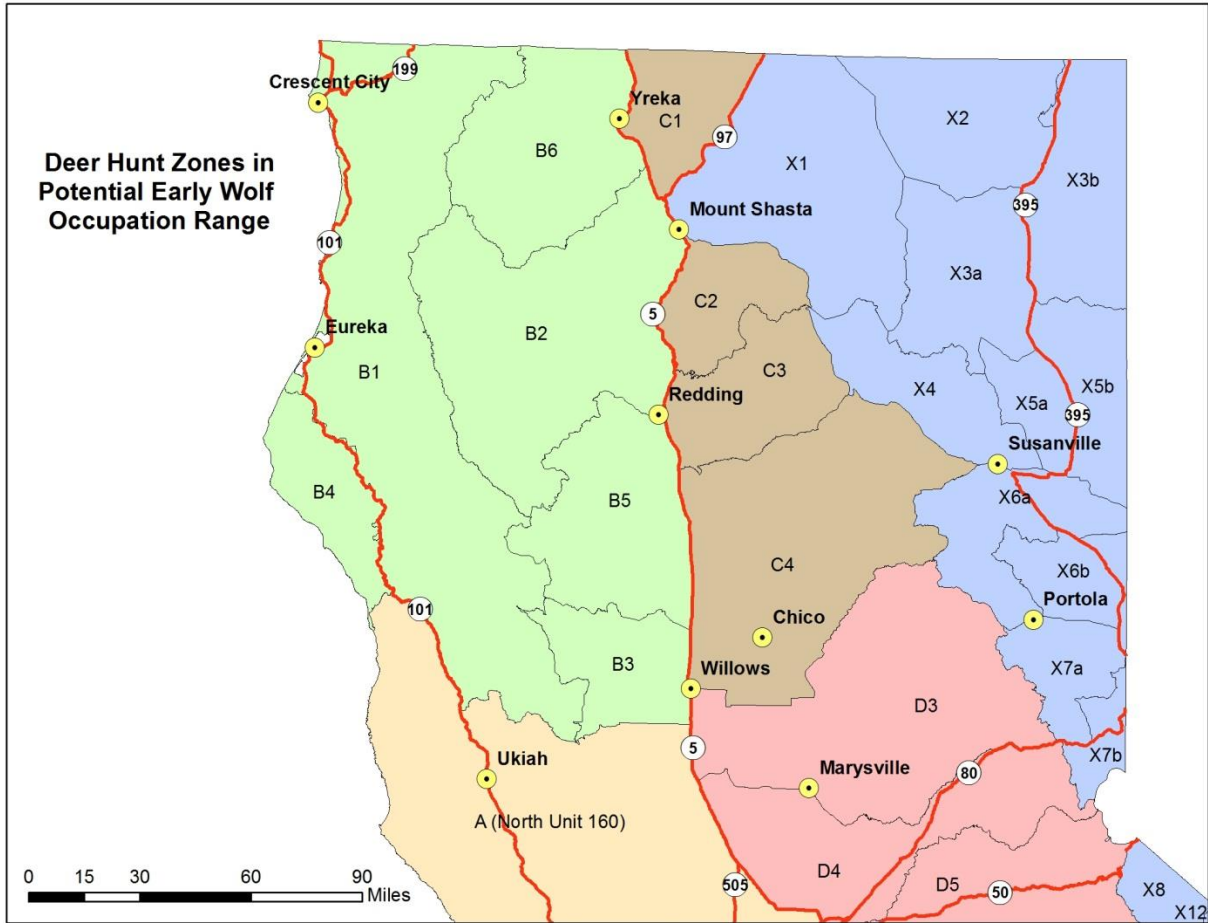 Deer Hunt Zones in
Potential Early Wolf
Occupation Range
Crescent City
199
Yreka
C1
97
B6
X1
X2
X3b
395
101
Mount Shasta
X3a
C2
5
Eureka
B2
B1
C3
X4
X5a
X5b
395
Redding
Susanville
B4
B5
X6a
C4
X6b
Portola
101
Chico
B3
X7a
Willows
D3
5
X7b
Ukiah
Marysville
80
A (North Unit 160)
D4
505
D5
50
X8
X12
0 15 30 60 90
Miles